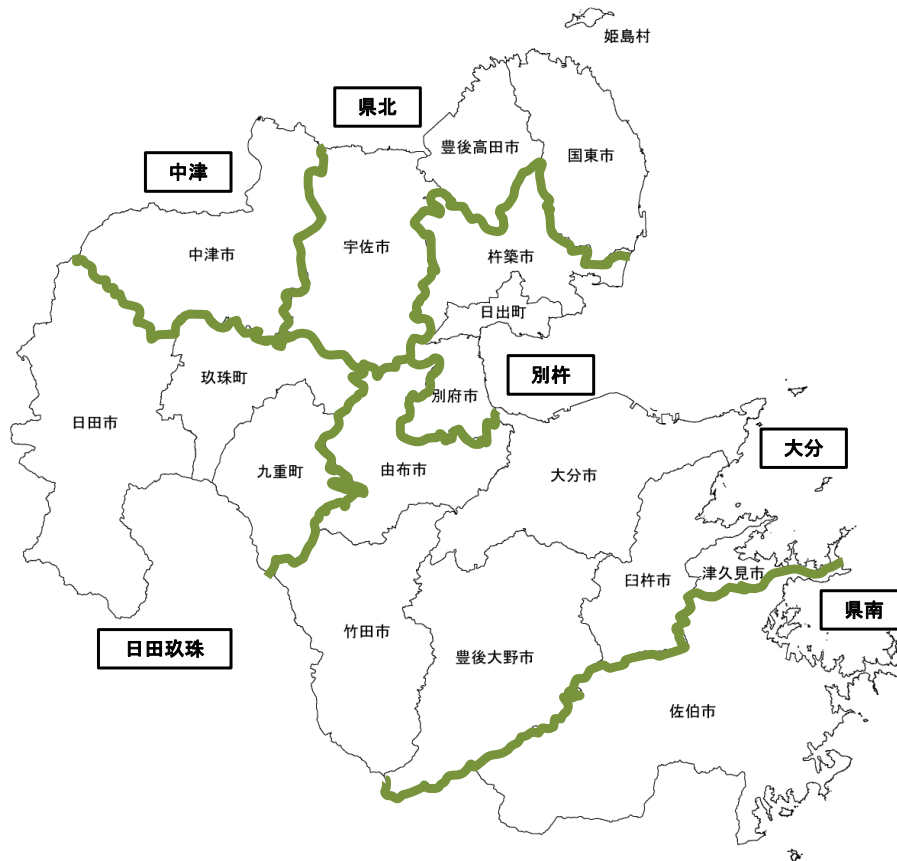 姫島村
県北
豊後高田市
国東市
中津
中津市
宇佐市
杵築市
日出町
玖珠町
別杵
別府市
日田市
大分
九重町
由布市
大分市
臼杵市
津久見市
県南
竹田市
日田玖珠
豊後大野市
佐伯市